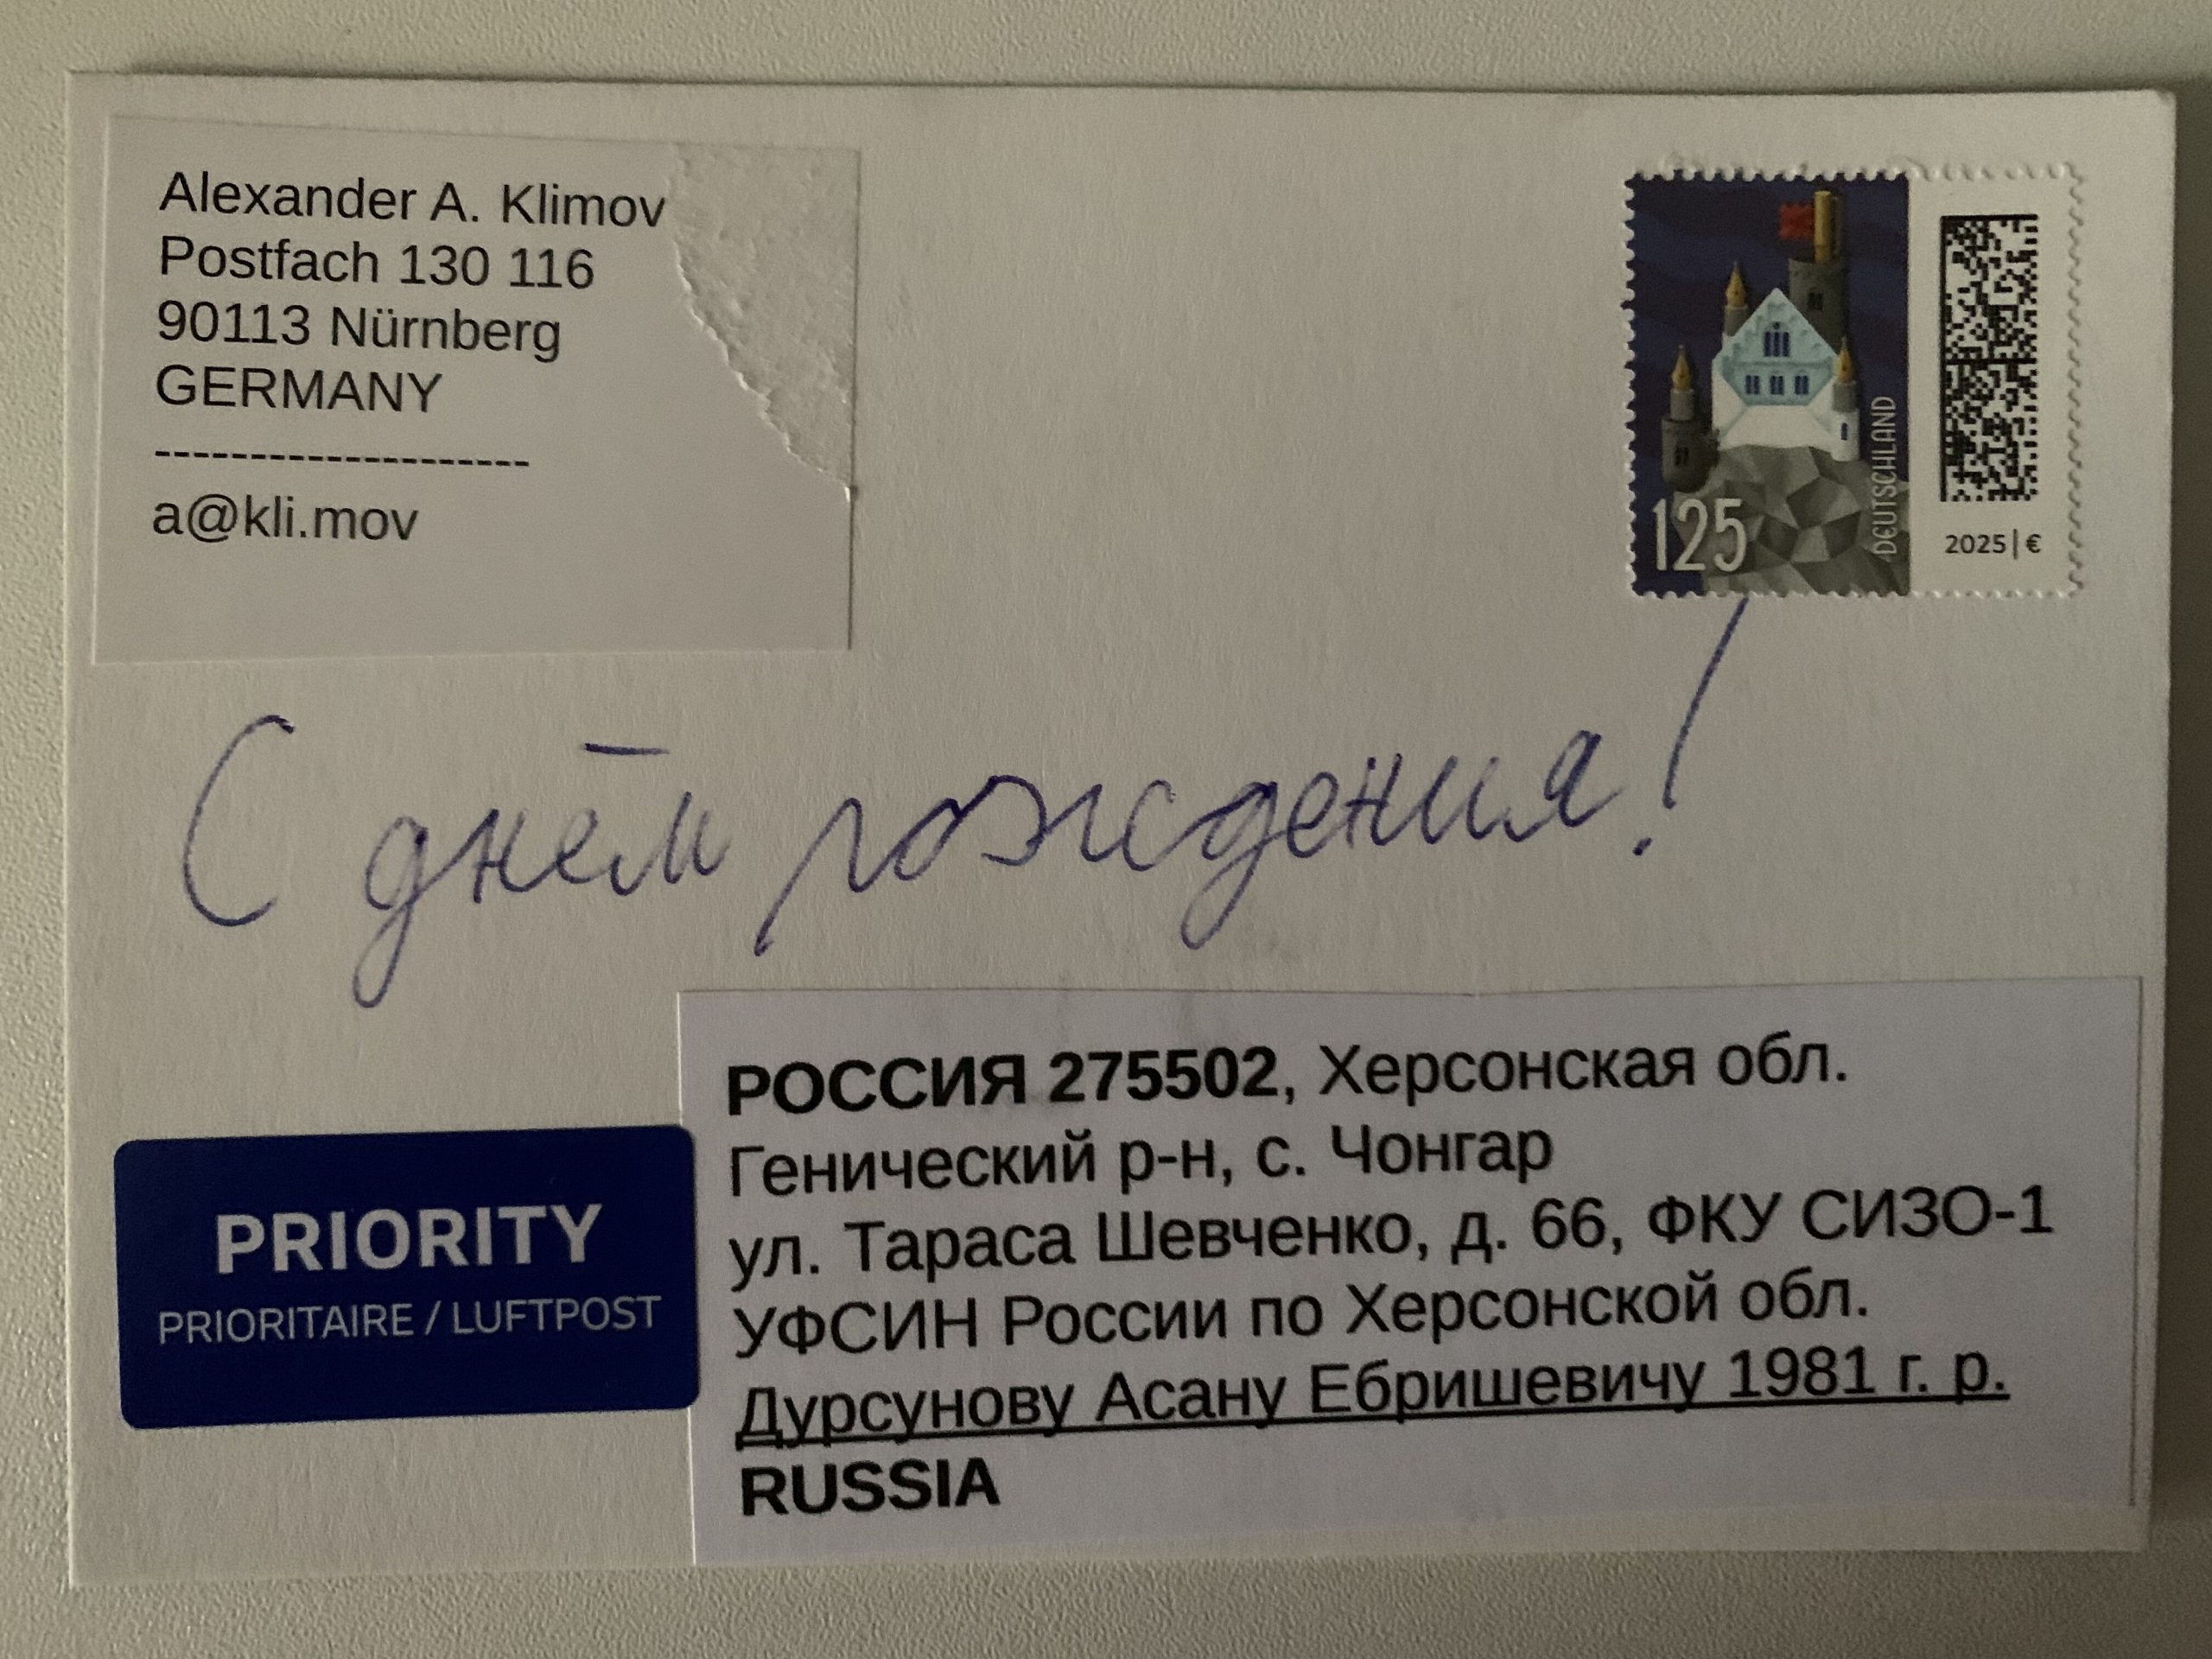 Alexander A. Klimov
Postfach 130 116
90113 Nürnberg
GERMANY
--------------------
a@kli.mov
125
DEUTSCHLAND
2025|€
С днём рождения!
PRIORITY
PRIORITAIRE / LUFTPOST
РОССИЯ 275502, Херсонская обл.
Генический р-н, с. Чонгар
ул. Тараса Шевченко, д. 66, ФКУ СИЗО-1
УФСИН России по Херсонской обл.
Дурсунову Асану Ебришевичу 1981 г. р.
RUSSIA